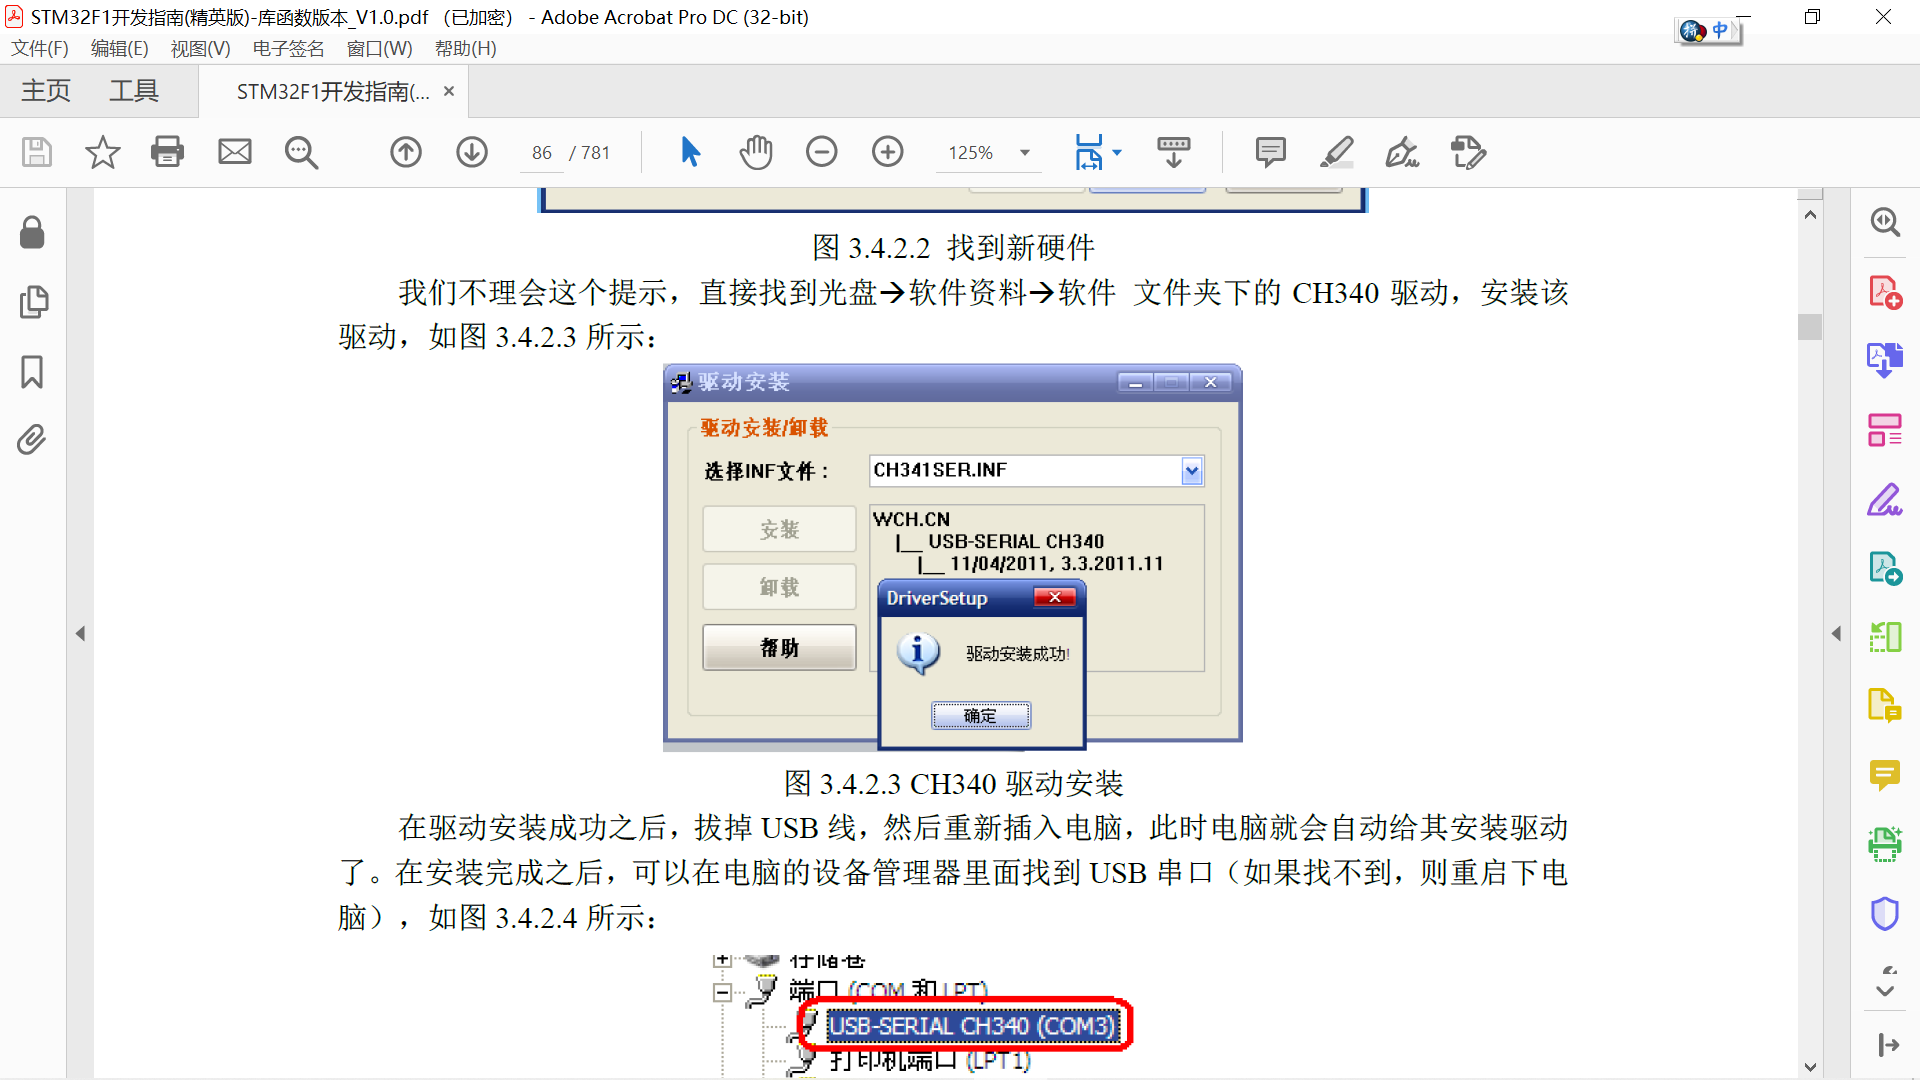 STM32F1开发指南(精英版)-库函数版本_V1.0.pdf （已加密） - Adobe Acrobat Pro DC (32-bit)
中
文件(F) 编辑(E) 视图(V) 电子签名 窗口(W) 帮助(H)
主页 工具 STM32F1开发指南(... ×
86 / 781 125%
图 3.4.2.2 找到新硬件
我们不理会这个提示，直接找到光盘→软件资料→软件 文件夹下的 CH340 驱动，安装该
驱动，如图 3.4.2.3 所示：
驱动安装
驱动安装/卸载
选择INF文件： CH341SER.INF
安装
卸载
帮助
WCH.CN
|__ USB-SERIAL CH340
|__ 11/04/2011, 3.3.2011.11
DriverSetup
驱动安装成功!
确定
图 3.4.2.3 CH340 驱动安装
在驱动安装成功之后，拔掉 USB 线，然后重新插入电脑，此时电脑就会自动给其安装驱动
了。在安装完成之后，可以在电脑的设备管理器里面找到 USB 串口（如果找不到，则重启下电
脑），如图 3.4.2.4 所示：
存储卷
端口 (COM 和 LPT)
USB-SERIAL CH340 (COM3)
打印机端口 (LPT1)